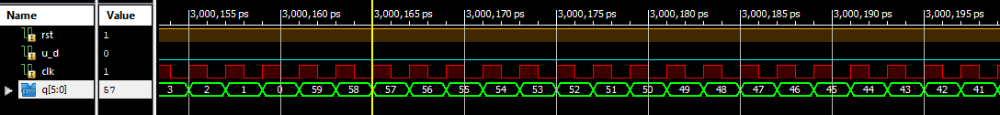 Name Value 3,000,155 ps 3,000,160 ps 3,000,165 ps 3,000,170 ps 3,000,175 ps 3,000,180 ps 3,000,185 ps 3,000,190 ps 3,000,195 ps
rst 1
u_d 0
clk 1
q[5:0] 57 3 2 1 0 59 58 57 56 55 54 53 52 51 50 49 48 47 46 45 44 43 42 41